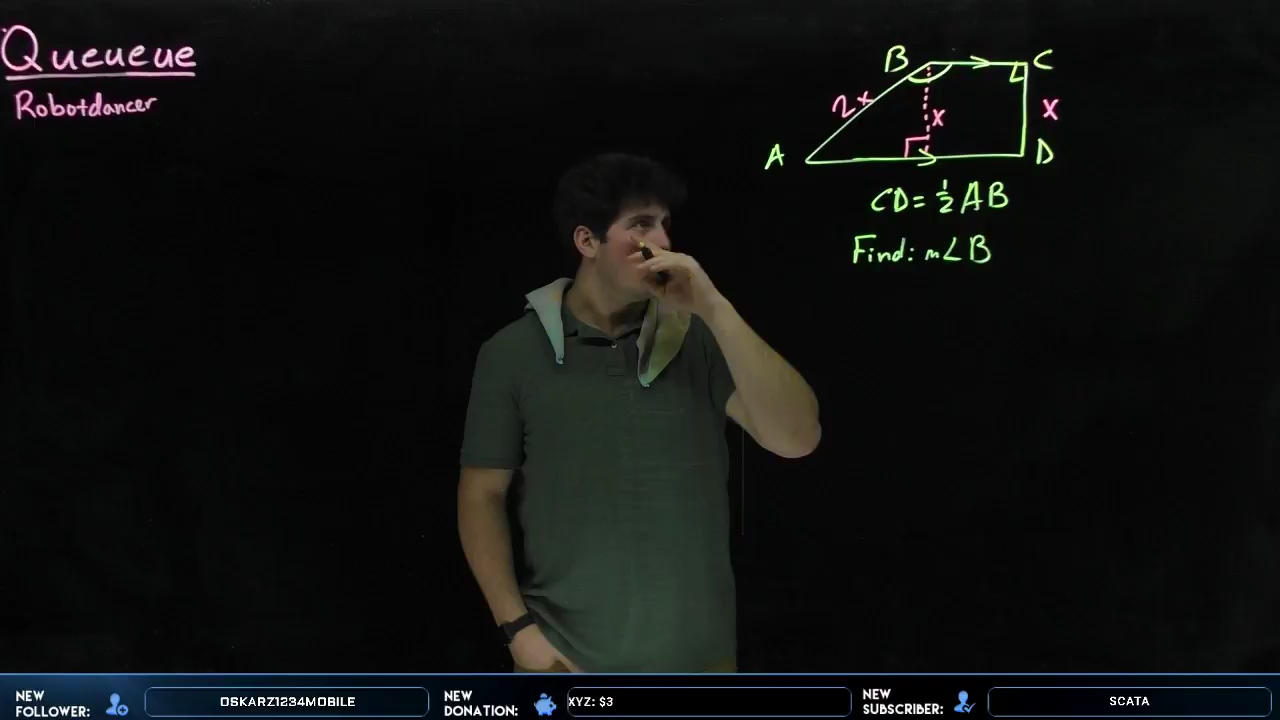 Queueue
Robotdancer
B
C
2x
x
x
A
D
CD = 1/2 AB
Find: m∠B
NEW FOLLOWER:
OSKARZ1234MOBILE
NEW DONATION:
XYZ: $3
NEW SUBSCRIBER:
SCATA